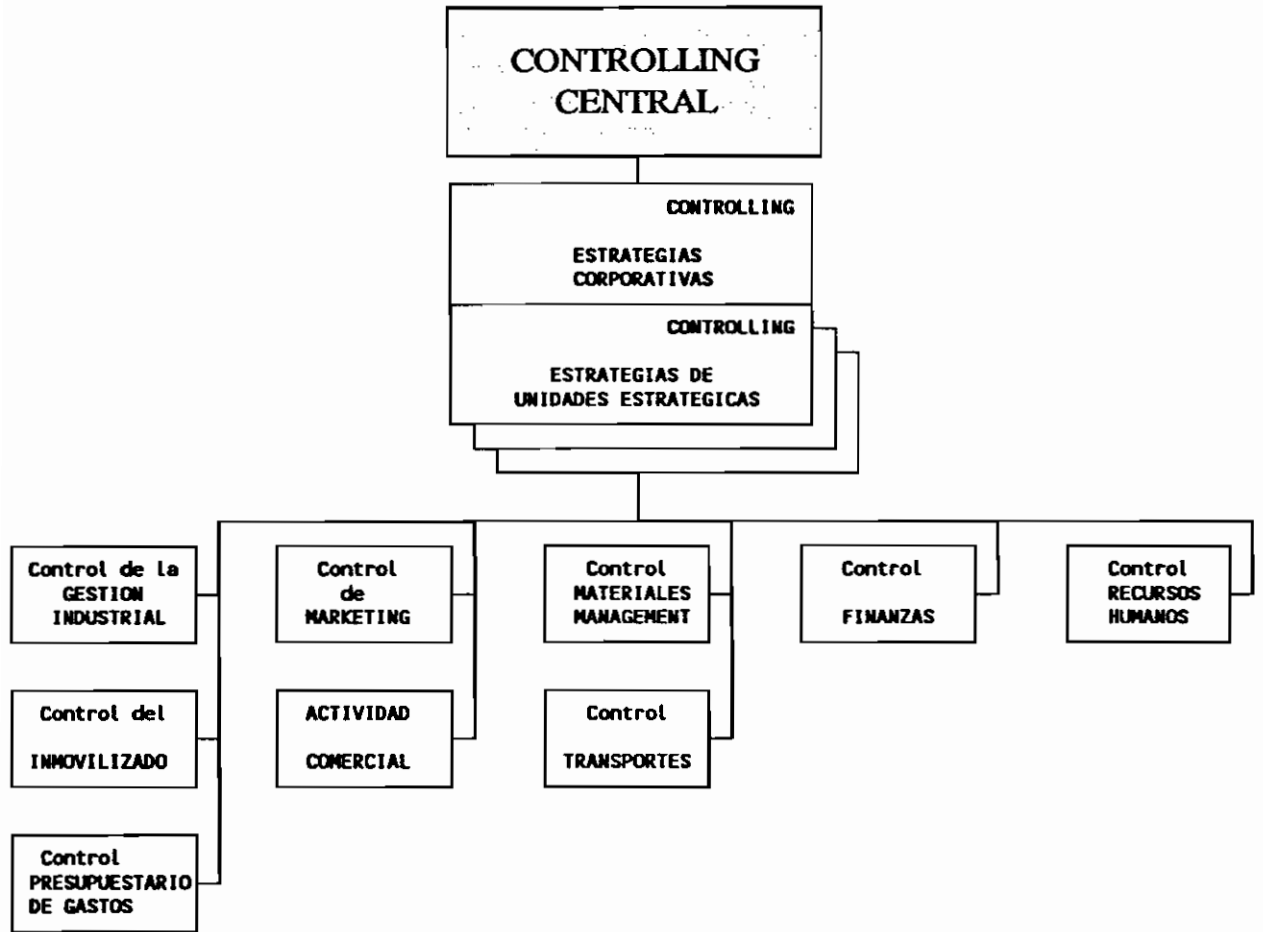 CONTROLLING
CENTRAL
CONTROLLING
ESTRATEGIAS
CORPORATIVAS
CONTROLLING
ESTRATEGIAS DE
UNIDADES ESTRATEGICAS
Control de la
GESTION
INDUSTRIAL
Control
de
MARKETING
Control
MATERIALES
MANAGEMENT
Control
FINANZAS
Control
RECURSOS
HUMANOS
Control del
INMOVILIZADO
ACTIVIDAD
COMERCIAL
Control
TRANSPORTES
Control
PRESUPUESTARIO
DE GASTOS